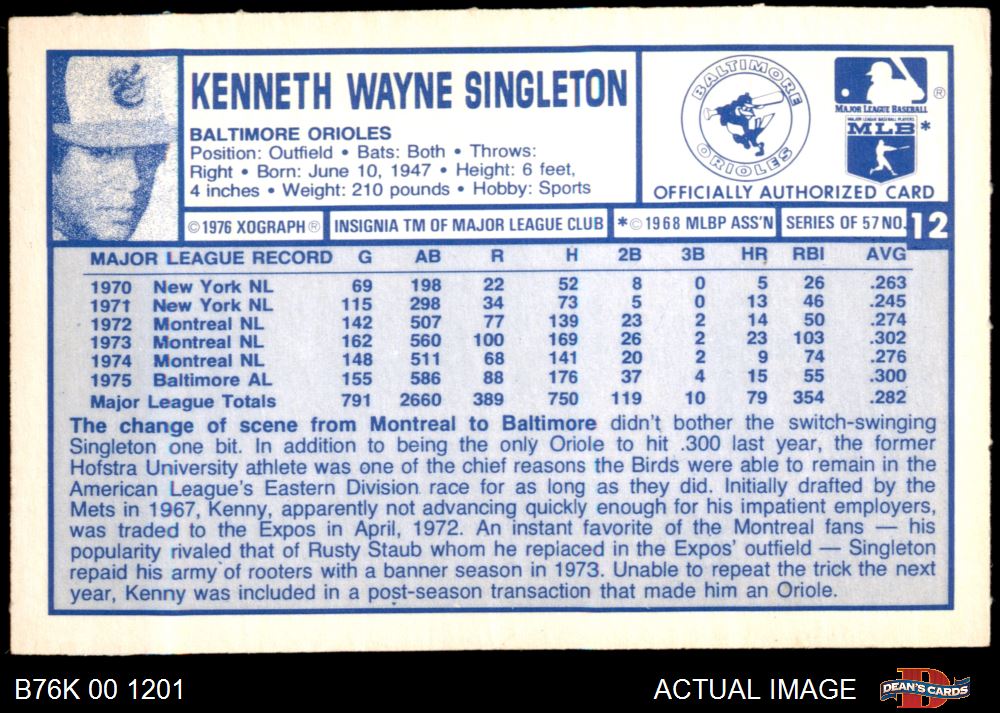 KENNETH WAYNE SINGLETON
BALTIMORE ORIOLES
Position: Outfield • Bats: Both • Throws:
Right • Born: June 10, 1947 • Height: 6 feet,
4 inches • Weight: 210 pounds • Hobby: Sports
BALTIMORE
ORIOLES
®
MAJOR LEAGUE BASEBALL
MAJOR LEAGUE BASEBALL PLAYERS
MLB *
OFFICIALLY AUTHORIZED CARD
© 1976 XOGRAPH ® INSIGNIA TM OF MAJOR LEAGUE CLUB *© 1968 MLBP ASS'N SERIES OF 57 NO. 12
MAJOR LEAGUE RECORD G AB R H 2B 3B HR RBI AVG
1970 New York NL 69 198 22 52 8 0 5 26 .263
1971 New York NL 115 298 34 73 5 0 13 46 .245
1972 Montreal NL 142 507 77 139 23 2 14 50 .274
1973 Montreal NL 162 560 100 169 26 2 23 103 .302
1974 Montreal NL 148 511 68 141 20 2 9 74 .276
1975 Baltimore AL 155 586 88 176 37 4 15 55 .300
Major League Totals 791 2660 389 750 119 10 79 354 .282
The change of scene from Montreal to Baltimore didn't bother the switch-swinging
Singleton one bit. In addition to being the only Oriole to hit .300 last year, the former
Hofstra University athlete was one of the chief reasons the Birds were able to remain in the
American League's Eastern Division race for as long as they did. Initially drafted by the
Mets in 1967, Kenny, apparently not advancing quickly enough for his impatient employers,
was traded to the Expos in April, 1972. An instant favorite of the Montreal fans — his
popularity rivaled that of Rusty Staub whom he replaced in the Expos' outfield — Singleton
repaid his army of rooters with a banner season in 1973. Unable to repeat the trick the next
year, Kenny was included in a post-season transaction that made him an Oriole.
B76K 00 1201
ACTUAL IMAGE
DEAN'S CARDS